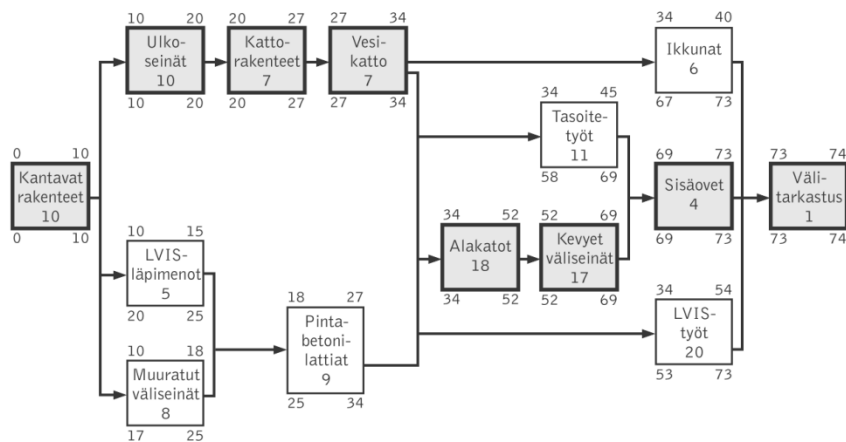 10 20
Ulko-
seinät
10
10 20
20 27
Katto-
rakenteet
7
20 27
27 34
Vesi-
katto
7
27 34
34 40
Ikkunat
6
67 73
34 45
Tasoite-
työt
11
58 69
0 10
Kantavat
rakenteet
10
0 10
69 73
Sisäovet
4
69 73
73 74
Väli-
tarkastus
1
73 74
10 15
LVIS-
läpimenot
5
20 25
34 52
Alakatot
18
34 52
52 69
Kevyet
väliseinät
17
52 69
18 27
Pinta-
betoni-
lattiat
9
25 34
34 54
LVIS-
työt
20
53 73
10 18
Muuratut
väliseinät
8
17 25